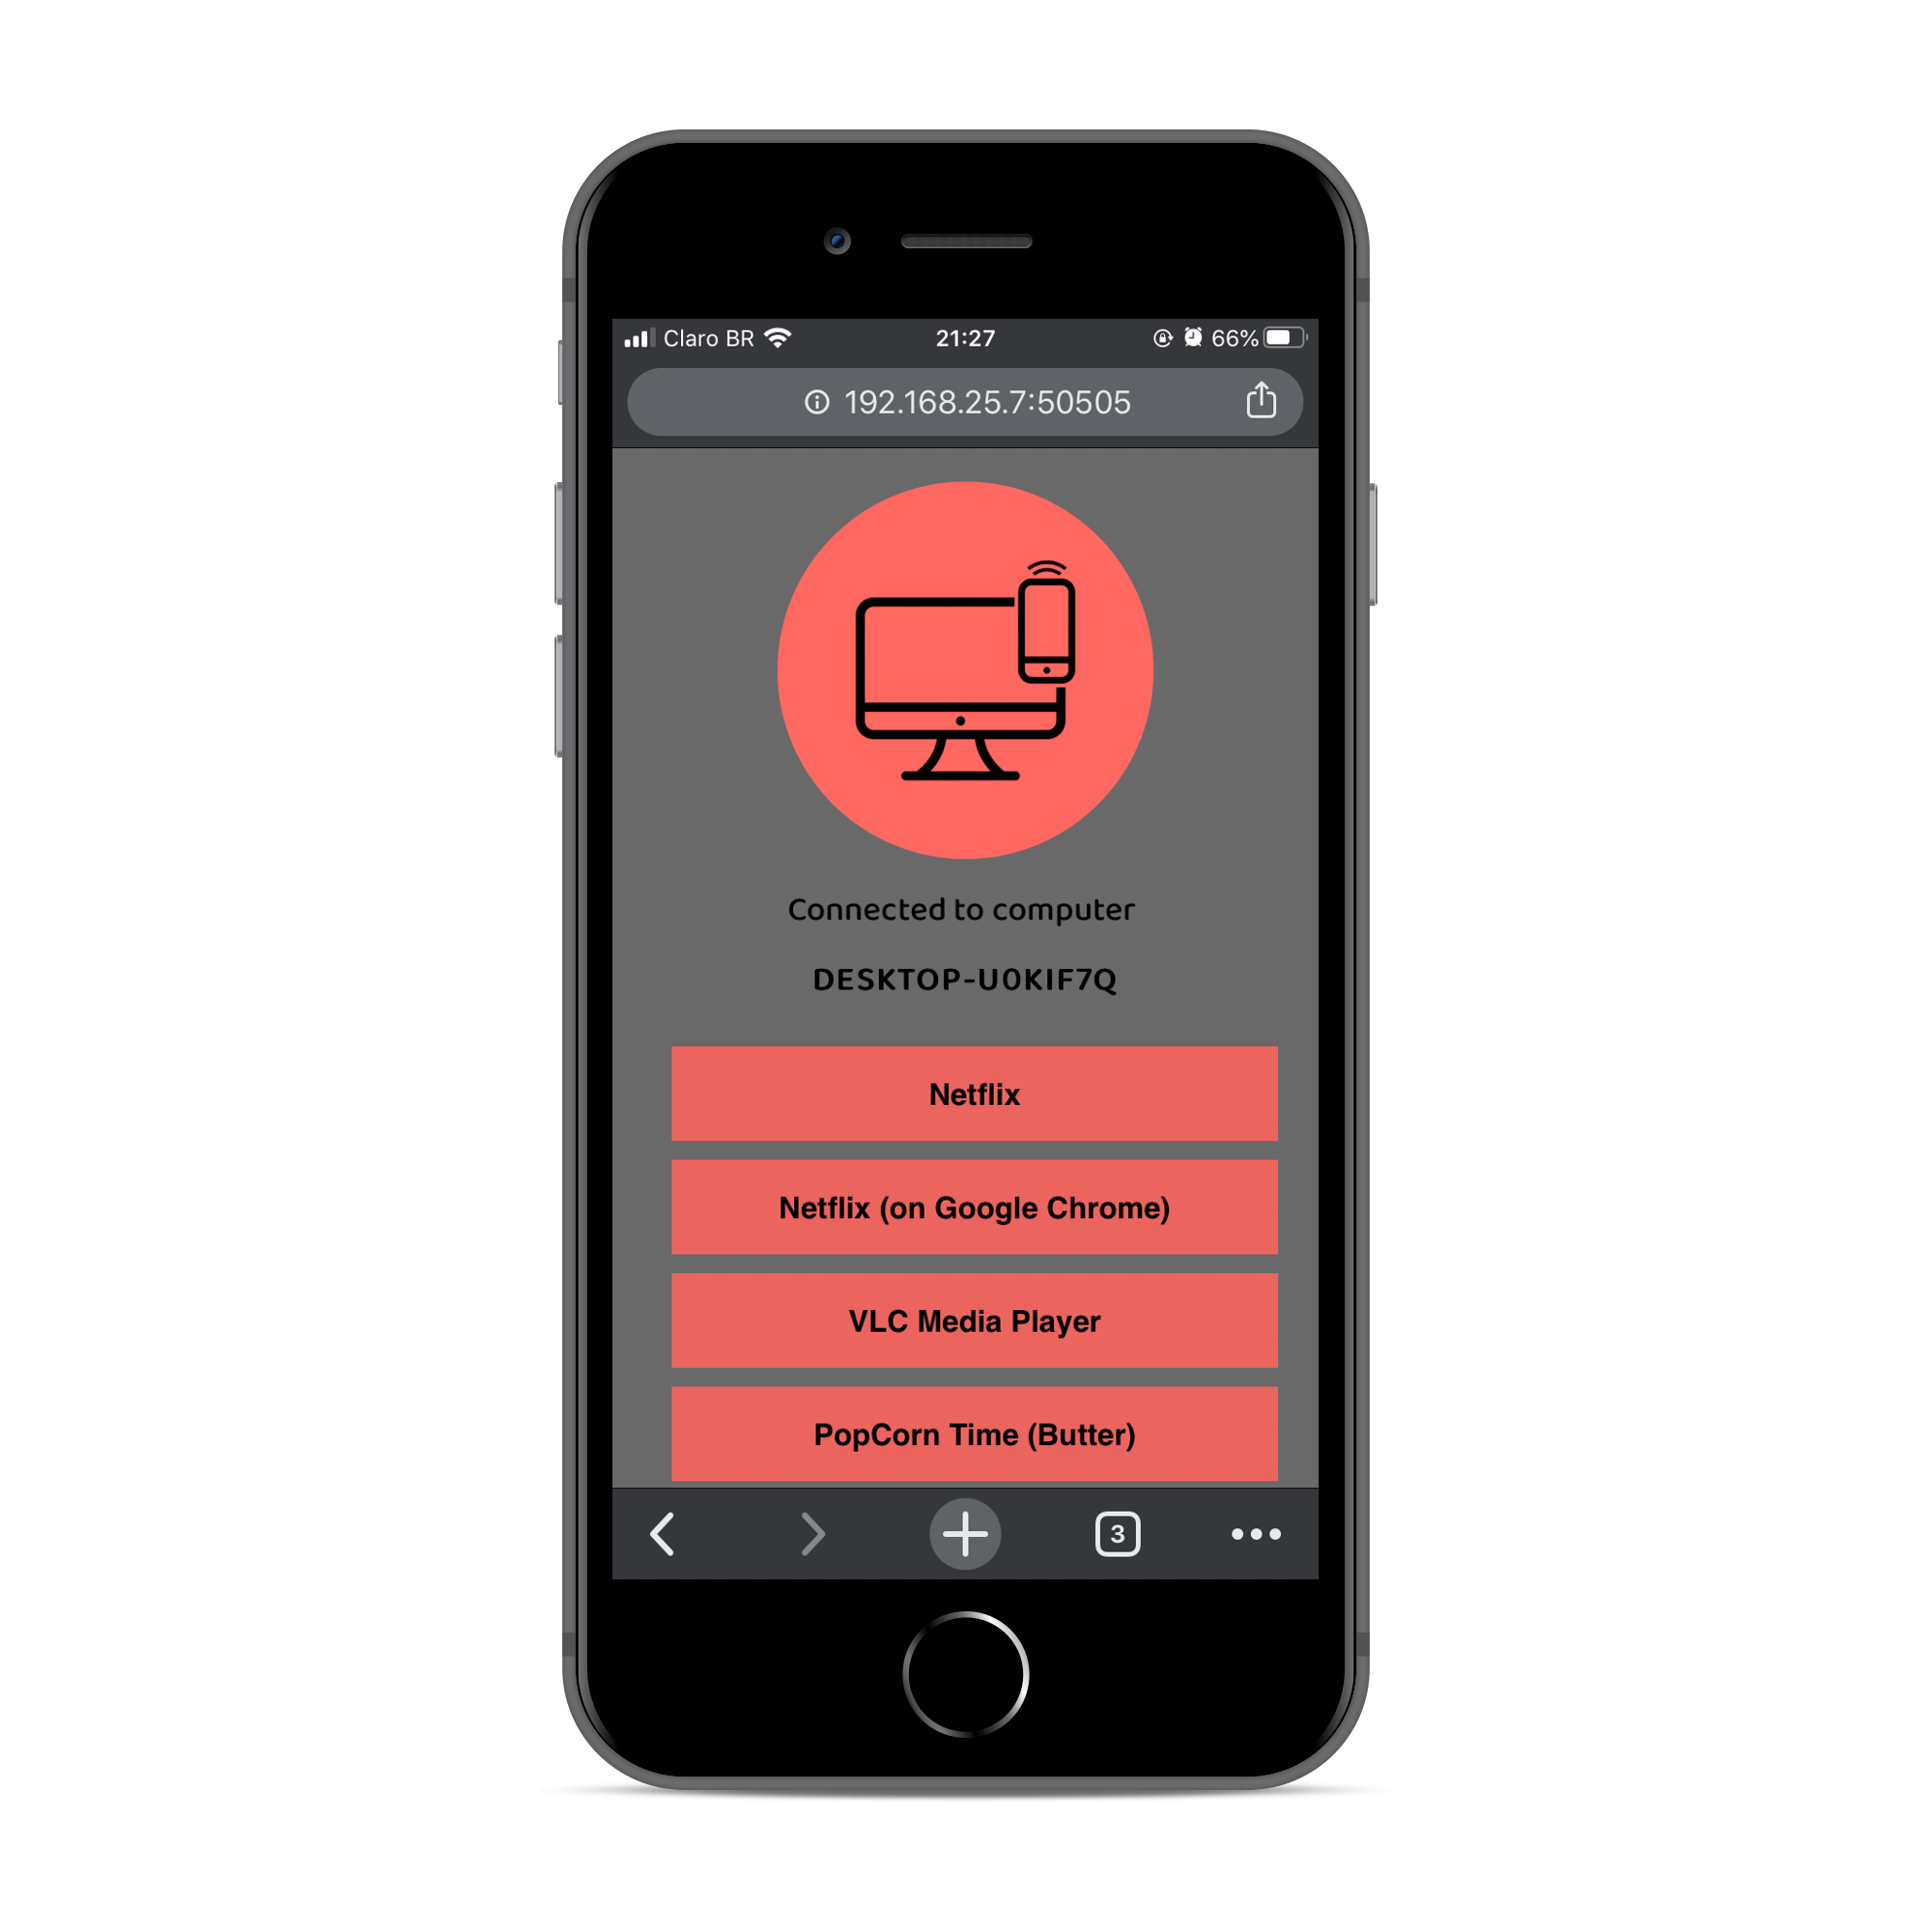 Claro BR 21:27 66%
192.168.25.7:50505
Connected to computer
DESKTOP-U0KIF7Q
Netflix
Netflix (on Google Chrome)
VLC Media Player
PopCorn Time (Butter)
3